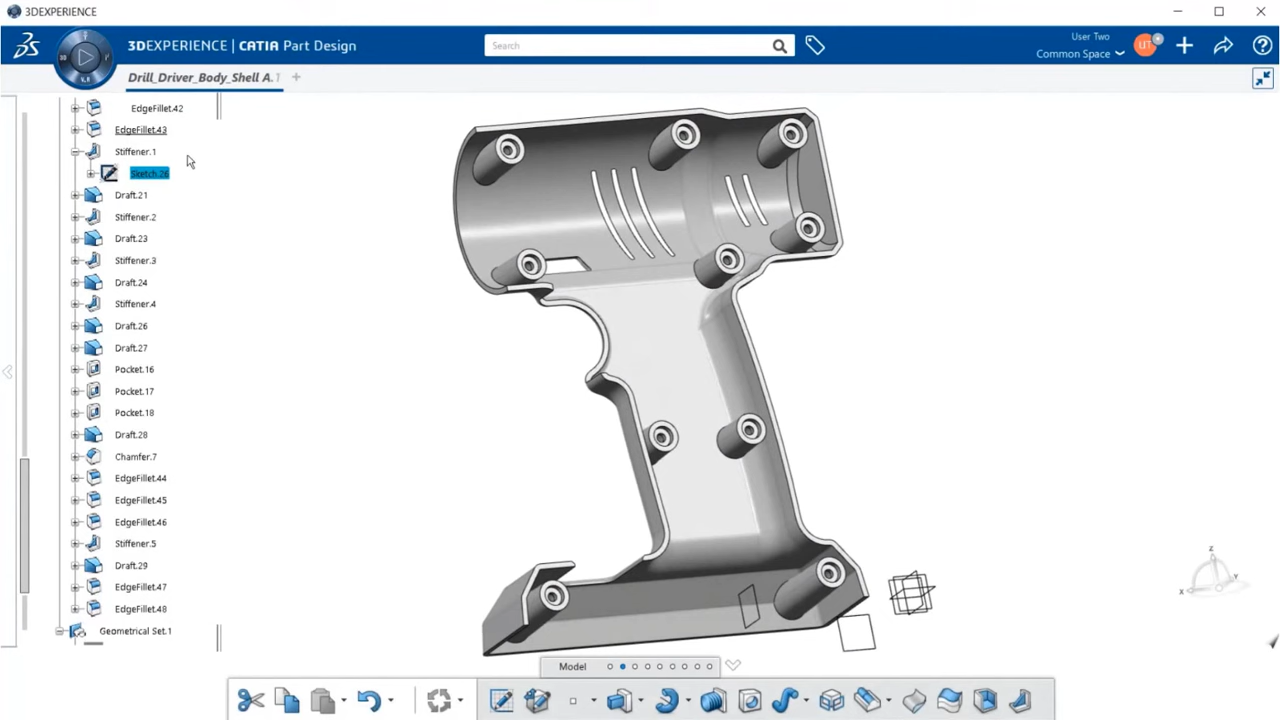 3DEXPERIENCE
3DEXPERIENCE | CATIA Part Design
Search
User Two
Common Space
UT
3D
V.R
Drill_Driver_Body_Shell A.1
EdgeFillet.42
EdgeFillet.43
Stiffener.1
Sketch.26
Draft.21
Stiffener.2
Draft.23
Stiffener.3
Draft.24
Stiffener.4
Draft.26
Draft.27
Pocket.16
Pocket.17
Pocket.18
Draft.28
Chamfer.7
EdgeFillet.44
EdgeFillet.45
EdgeFillet.46
Stiffener.5
Draft.29
EdgeFillet.47
EdgeFillet.48
Geometrical Set.1
z
x
y
Model